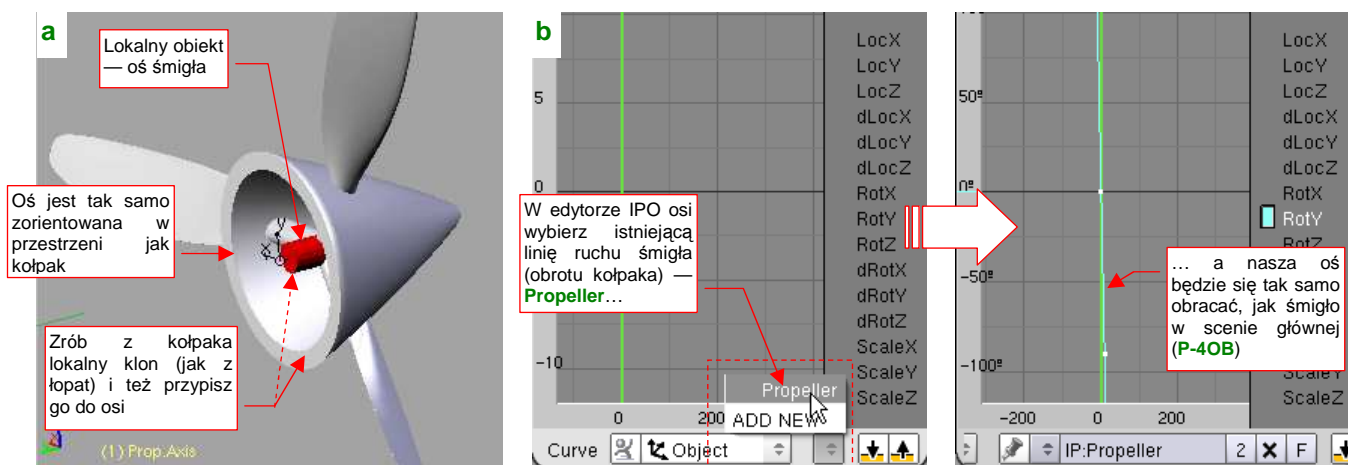 a
Lokalny obiekt
— oś śmigła
Oś jest tak samo
zorientowana w
przestrzeni jak
kołpak
Zrób z kołpaka
lokalny klon (jak z
łopat) i też przypisz
go do osi
(1) Prop.Axis
b
5
0
-10
0
200
W edytorze IPO osi
wybierz istniejącą
linię ruchu śmigła
(obrotu kołpaka) —
Propeller…
LocX
LocY
LocZ
dLocX
dLocY
dLocZ
RotX
RotY
RotZ
dRotX
dRotY
dRotZ
ScaleX
ScaleY
ScaleZ
Propeller
ADD NEW
Curve
Object
50º
0º
-50º
-100º
-200
0
200
LocX
LocY
LocZ
dLocX
dLocY
dLocZ
RotX
RotY
RotZ
… a nasza oś
będzie się tak samo
obracać, jak śmigło
w scenie głównej
(P-4OB)
ScaleY
ScaleZ
IP:Propeller
2
X
F